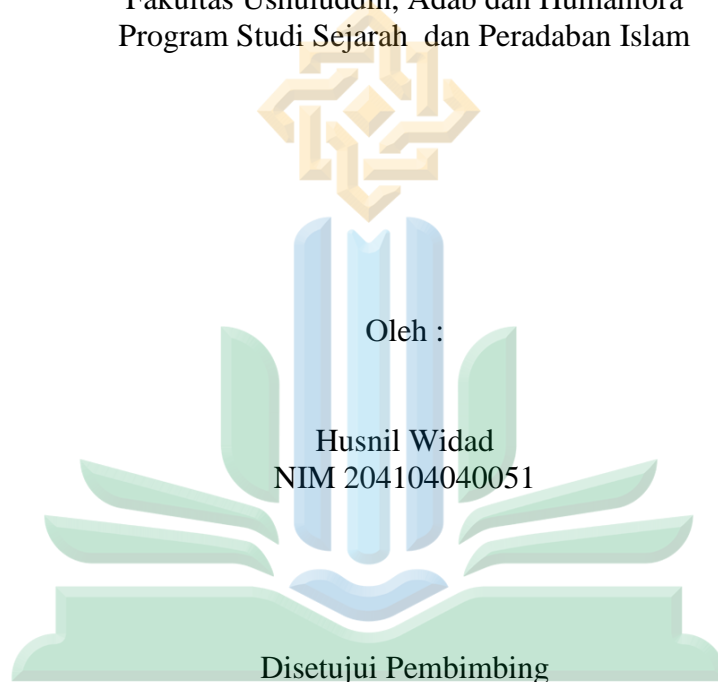 Fakultas Ushuluddin, Adab dan Humaniora
Program Studi Sejarah dan Peradaban Islam
Oleh :
Husnil Widad
NIM 204104040051
Disetujui Pembimbing